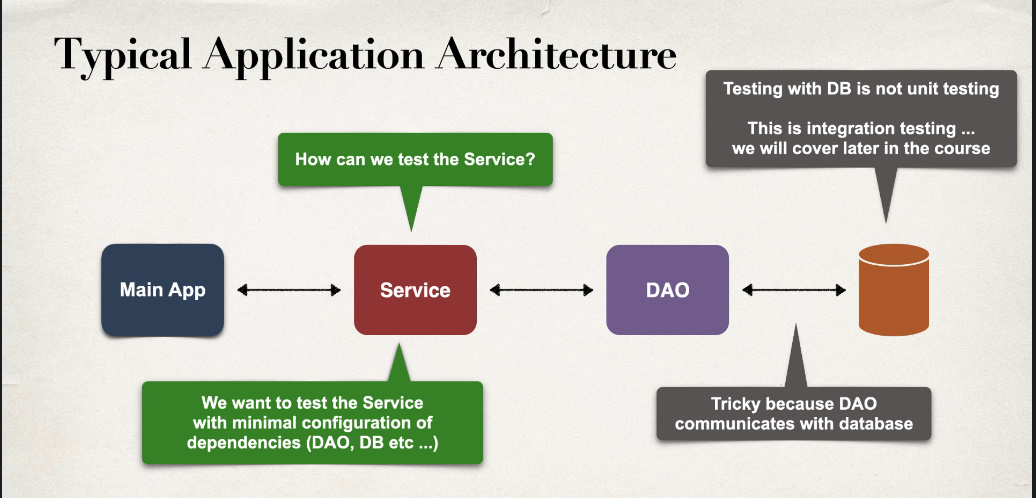 Typical Application Architecture
Testing with DB is not unit testing
This is integration testing ...
we will cover later in the course
How can we test the Service?
Main App
Service
DAO
We want to test the Service
with minimal configuration of
dependencies (DAO, DB etc ...)
Tricky because DAO
communicates with database